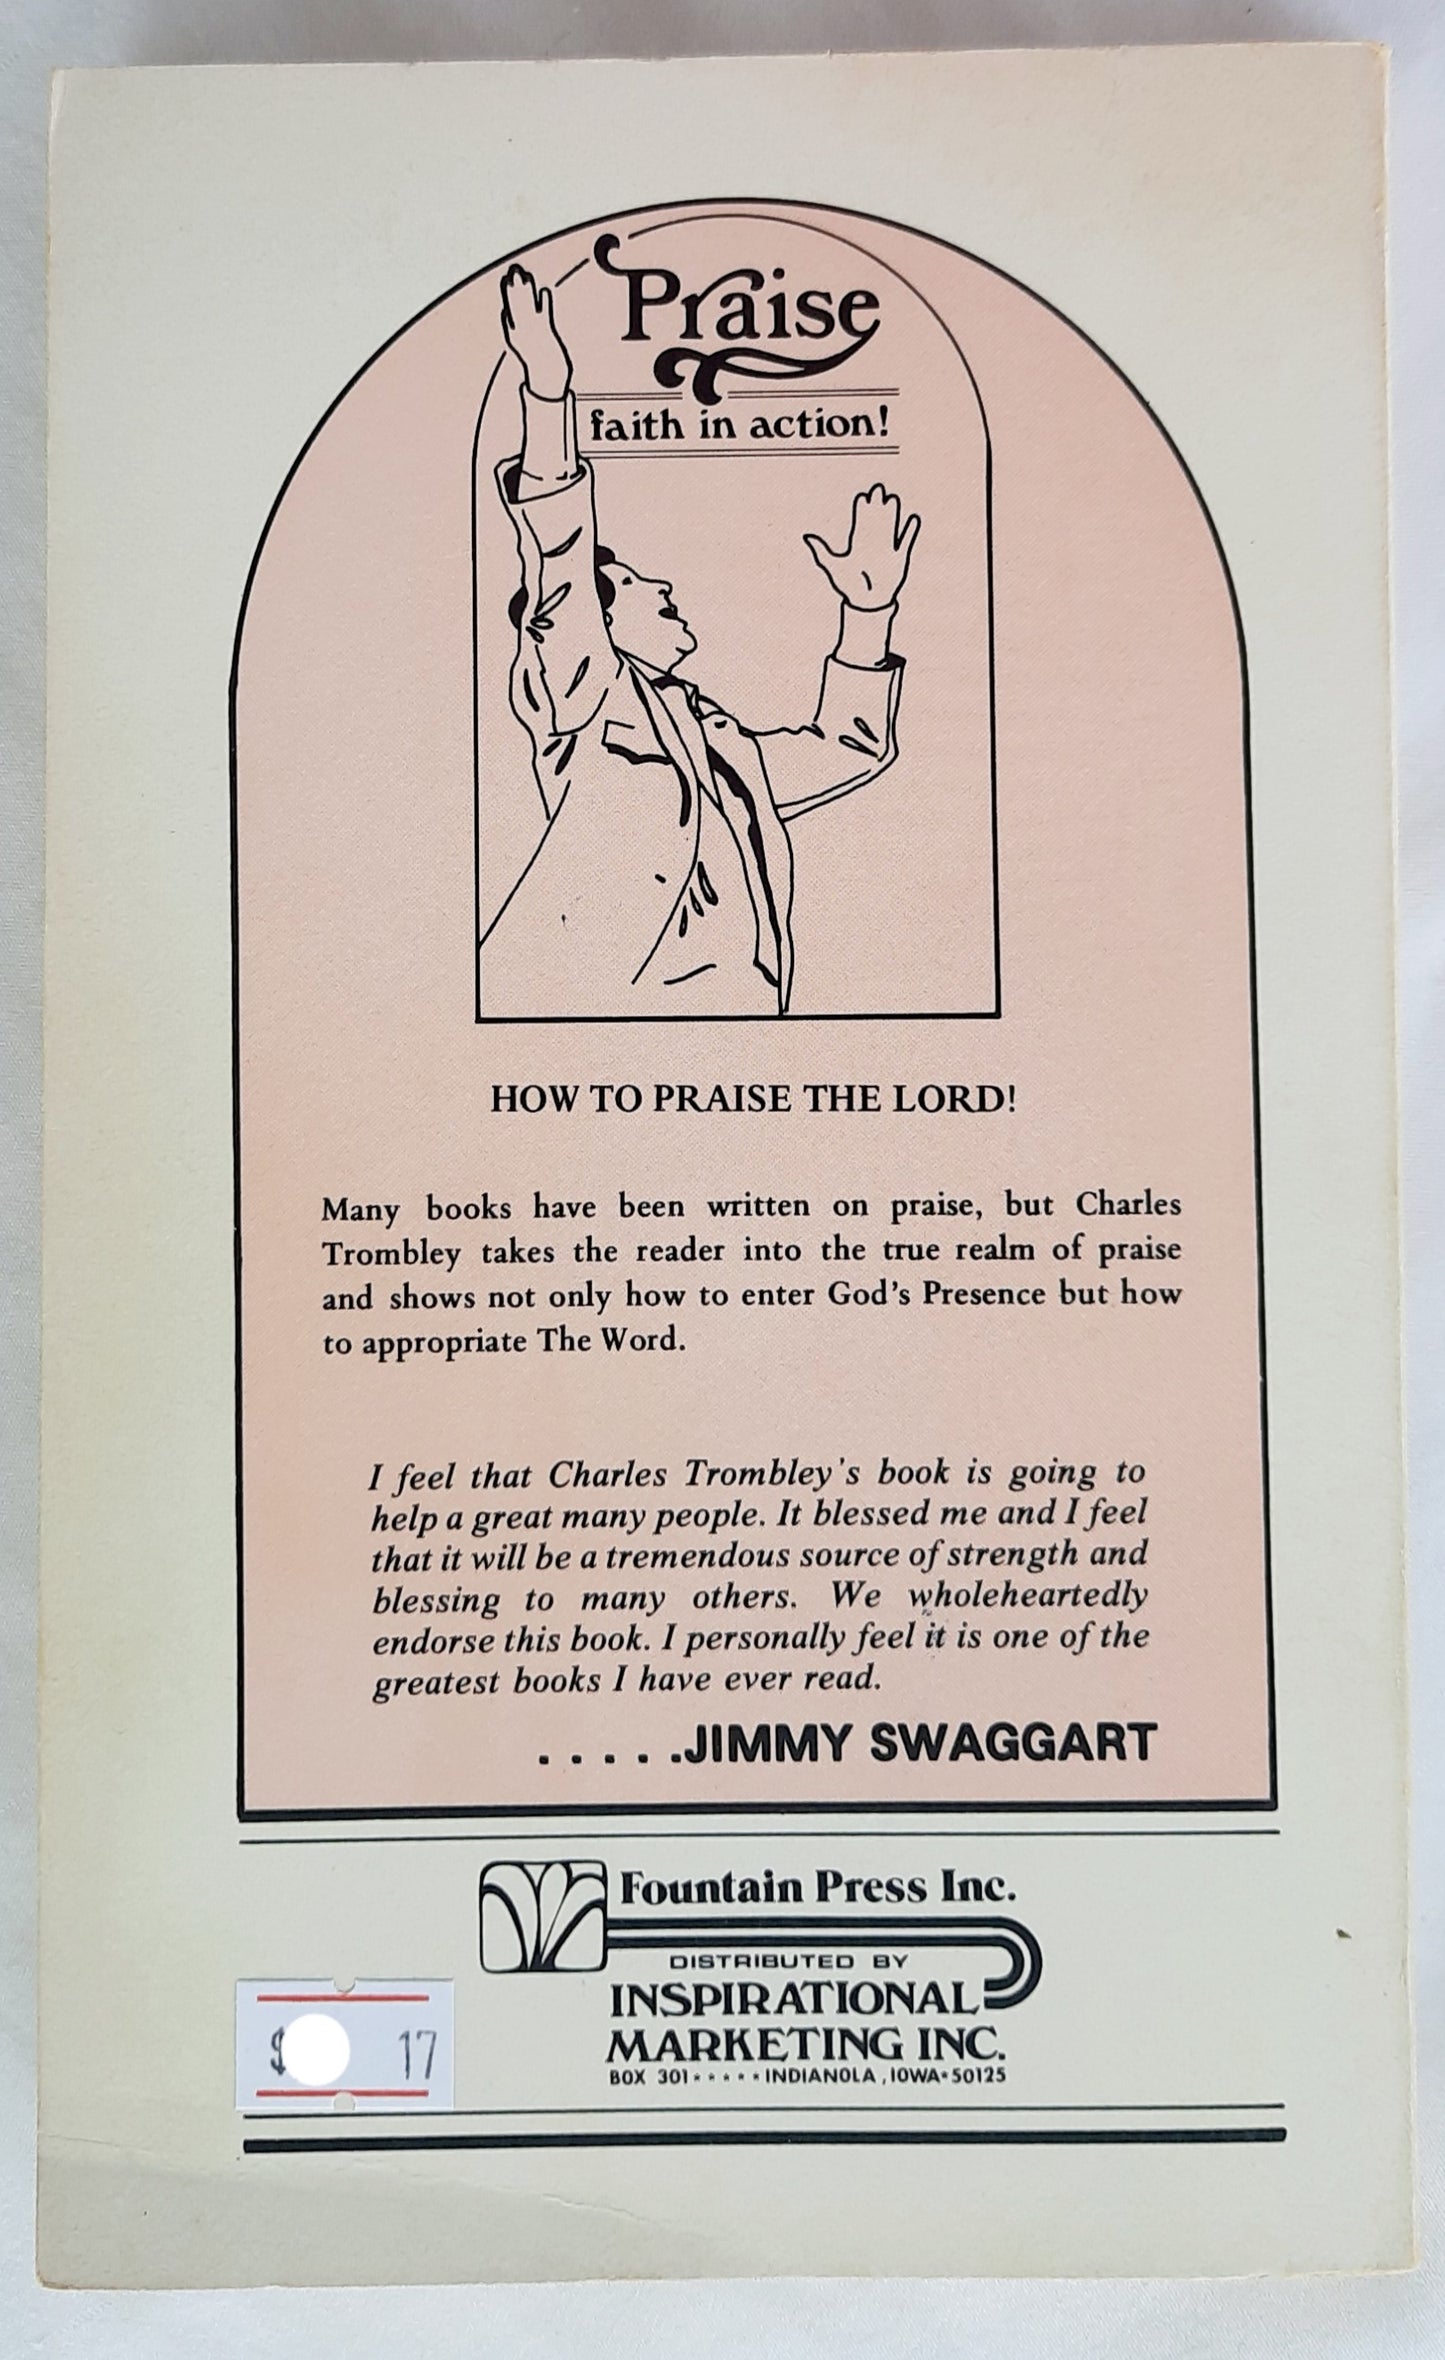 Praise
faith in action!
HOW TO PRAISE THE LORD!
Many books have been written on praise, but Charles
Trombley takes the reader into the true realm of praise
and shows not only how to enter God's Presence but how
to appropriate The Word.
I feel that Charles Trombley's book is going to
help a great many people. It blessed me and I feel
that it will be a tremendous source of strength and
blessing to many others. We wholeheartedly
endorse this book. I personally feel it is one of the
greatest books I have ever read.
. . . . .JIMMY SWAGGART
Fountain Press Inc.
DISTRIBUTED BY
INSPIRATIONAL
MARKETING INC.
BOX 301 • • • • • INDIANOLA, IOWA • 50125
$ 17